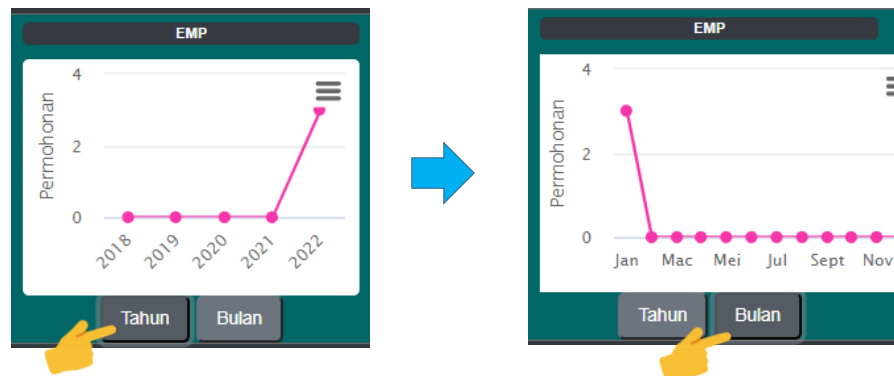 EMP
4
2
0
Permohonan
2018 2019 2020 2021 2022
Tahun Bulan
EMP
4
2
0
Permohonan
Jan Mac Mei Jul Sept Nov
Tahun Bulan